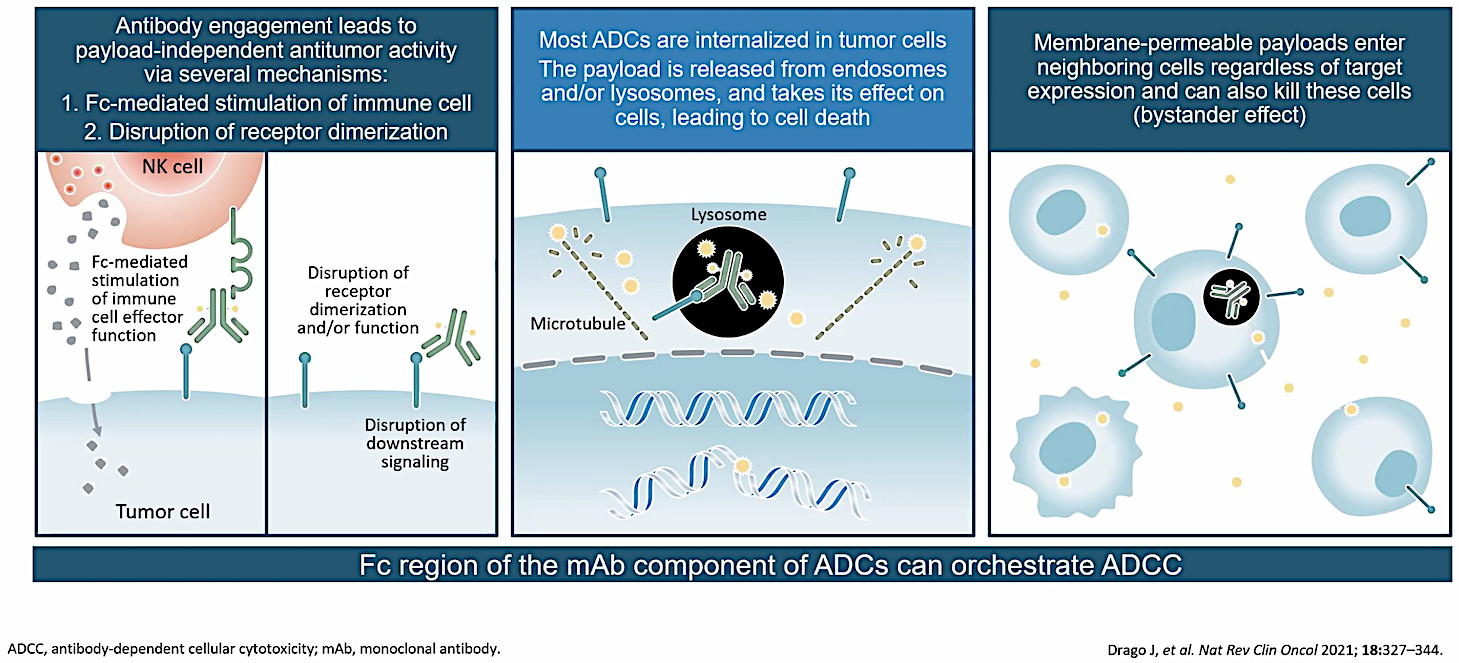 Antibody engagement leads to
payload-independent antitumor activity
via several mechanisms:
1. Fc-mediated stimulation of immune cell
2. Disruption of receptor dimerization
Most ADCs are internalized in tumor cells
The payload is released from endosomes
and/or lysosomes, and takes its effect on
cells, leading to cell death
Membrane-permeable payloads enter
neighboring cells regardless of target
expression and can also kill these cells
(bystander effect)
NK cell
Fc-mediated
stimulation
of immune
cell effector
function
Tumor cell
Disruption of
receptor
dimerization
and/or function
Disruption of
downstream
signaling
Lysosome
Microtubule
Fc region of the mAb component of ADCs can orchestrate ADCC
ADCC, antibody-dependent cellular cytotoxicity; mAb, monoclonal antibody.
Drago J, et al. Nat Rev Clin Oncol 2021; 18:327–344.